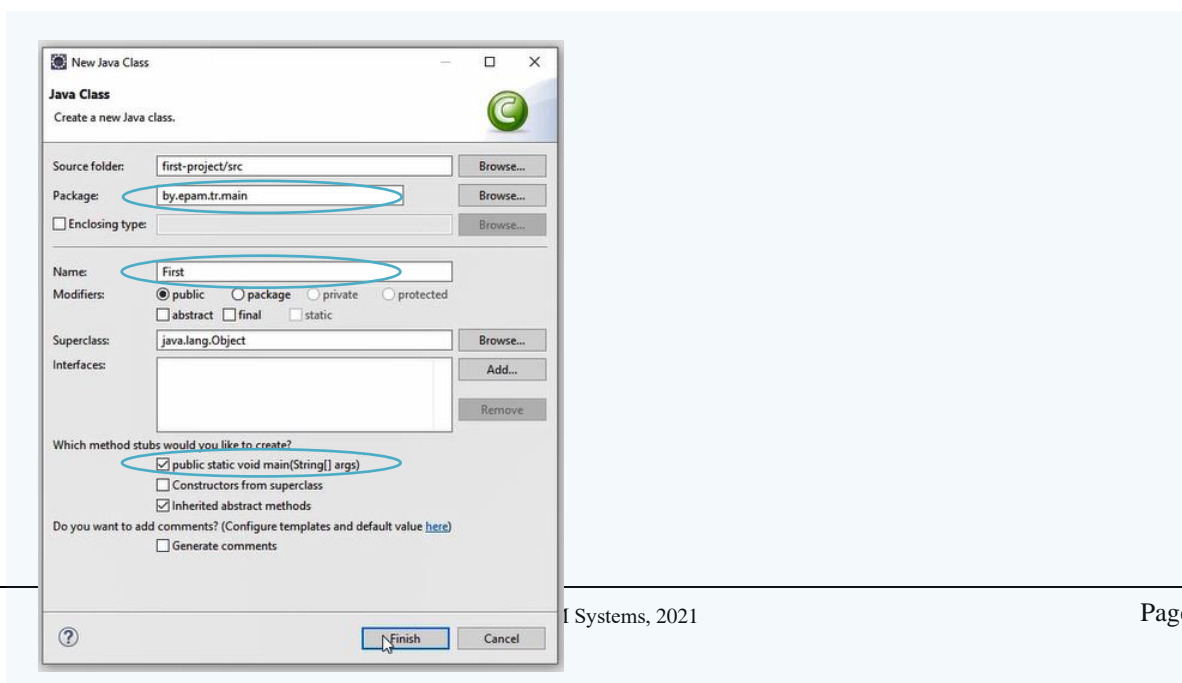 New Java Class
Java Class
Create a new Java class.
Source folder: first-project/src Browse...
Package: by.epam.tr.main Browse...
Enclosing type: Browse...
Name: First
Modifiers: public package private protected
abstract final static
Superclass: java.lang.Object Browse...
Interfaces: Add...
Remove
Which method stubs would you like to create?
public static void main(String[] args)
Constructors from superclass
Inherited abstract methods
Do you want to add comments? (Configure templates and default value here)
Generate comments
? Finish Cancel
Systems, 2021